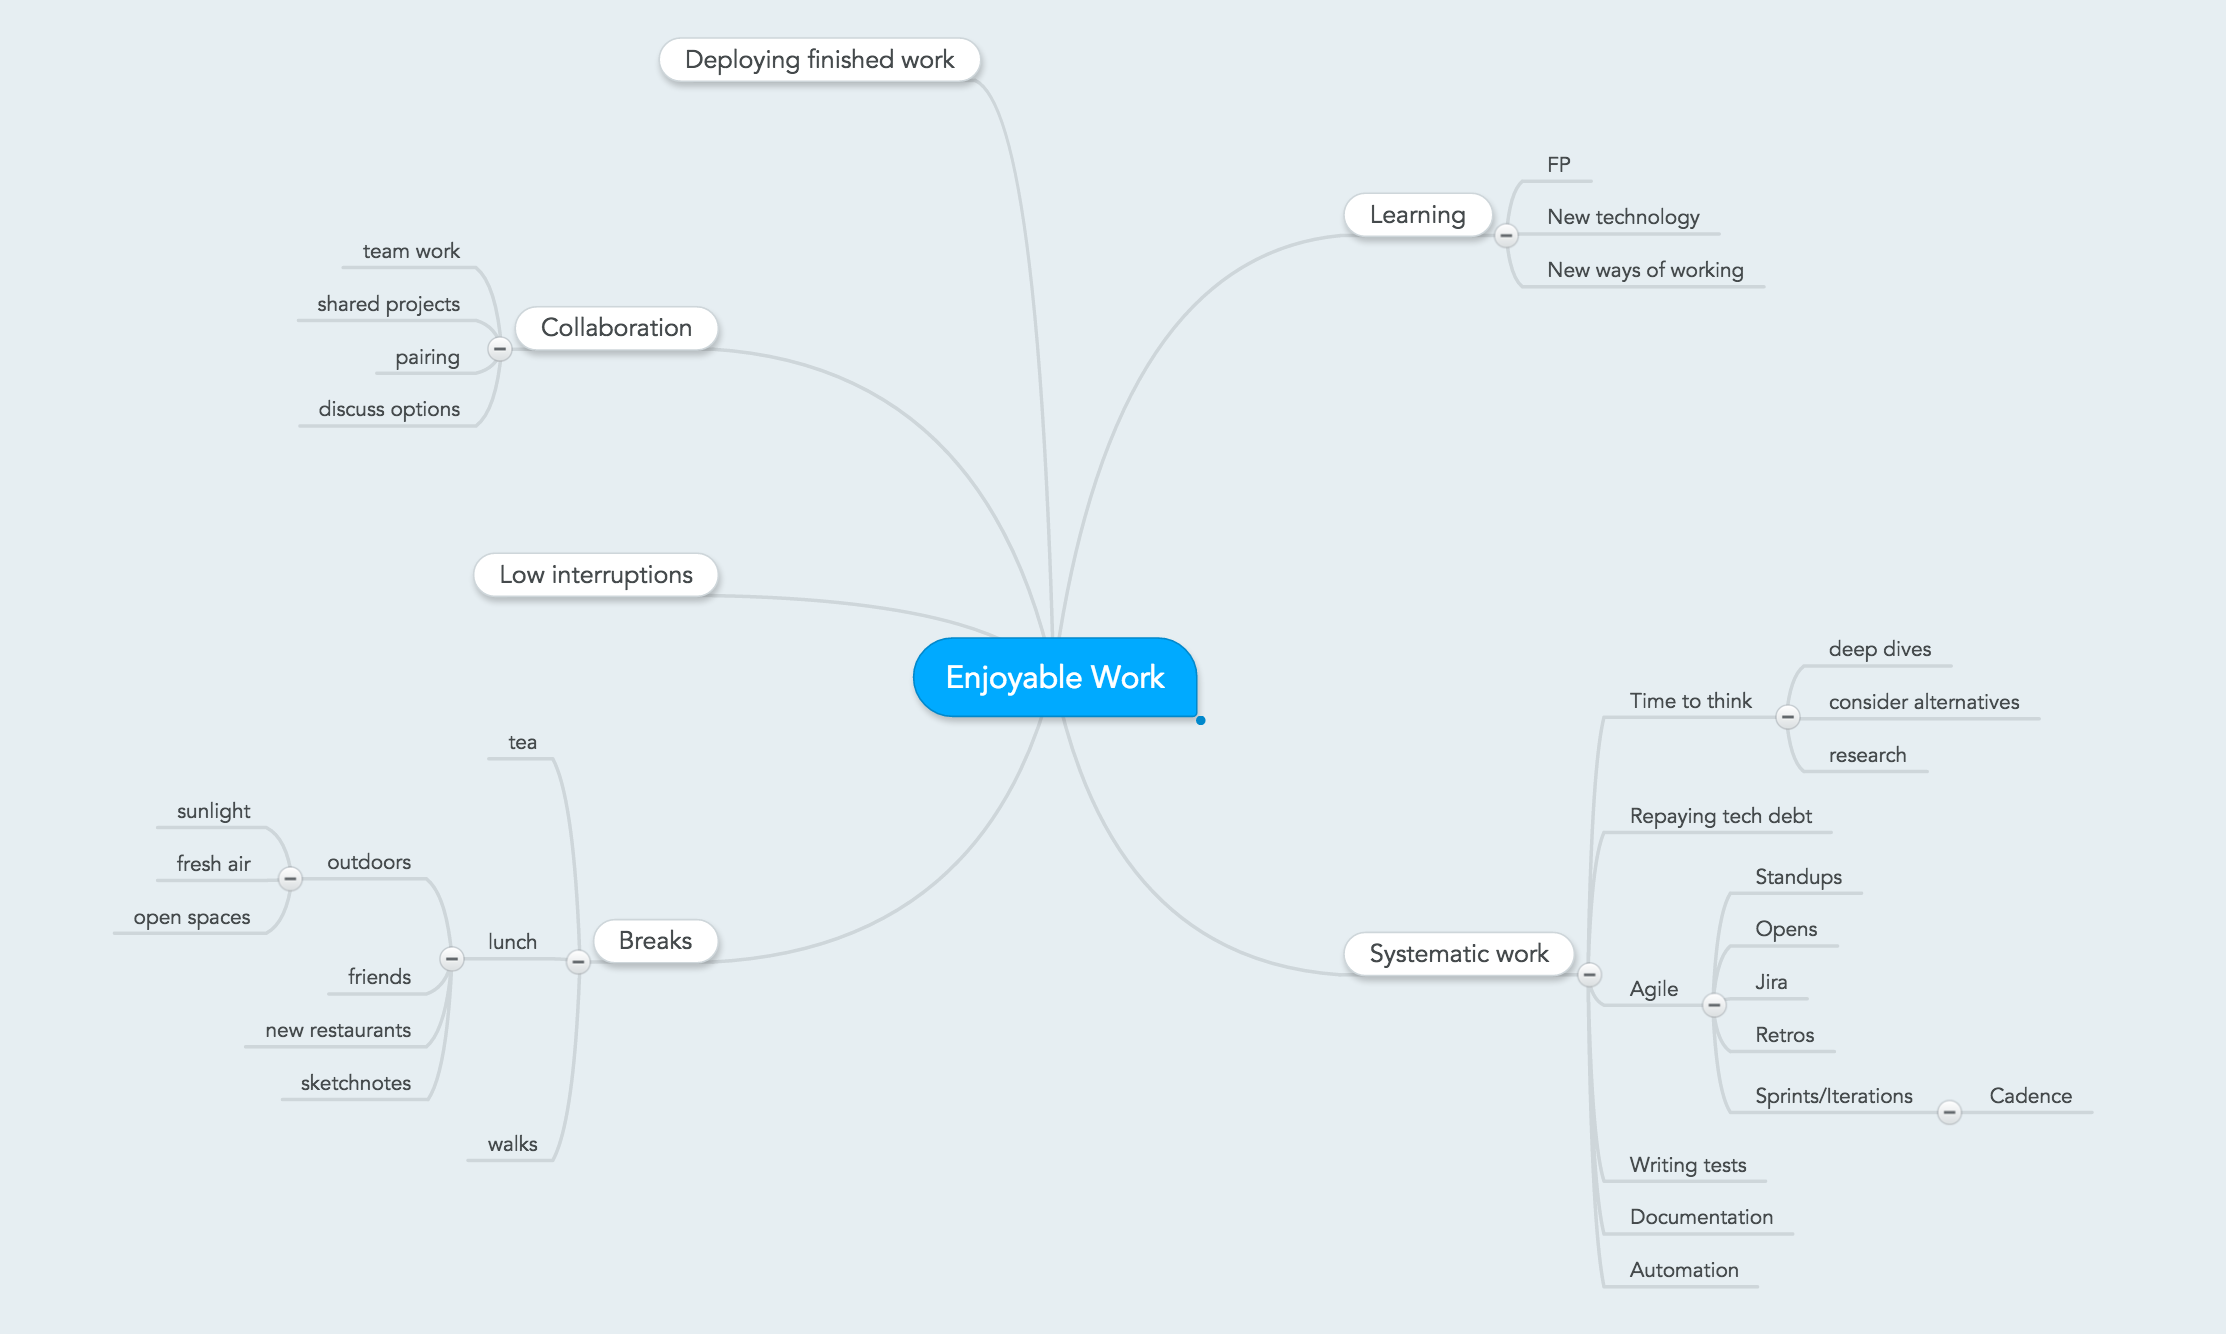 Deploying finished work
Learning
FP
New technology
New ways of working
Collaboration
team work
shared projects
pairing
discuss options
Low interruptions
Enjoyable Work
Breaks
tea
lunch
outdoors
sunlight
fresh air
open spaces
friends
new restaurants
sketchnotes
walks
Systematic work
Time to think
deep dives
consider alternatives
research
Repaying tech debt
Agile
Standups
Opens
Jira
Retros
Sprints/Iterations
Cadence
Writing tests
Documentation
Automation